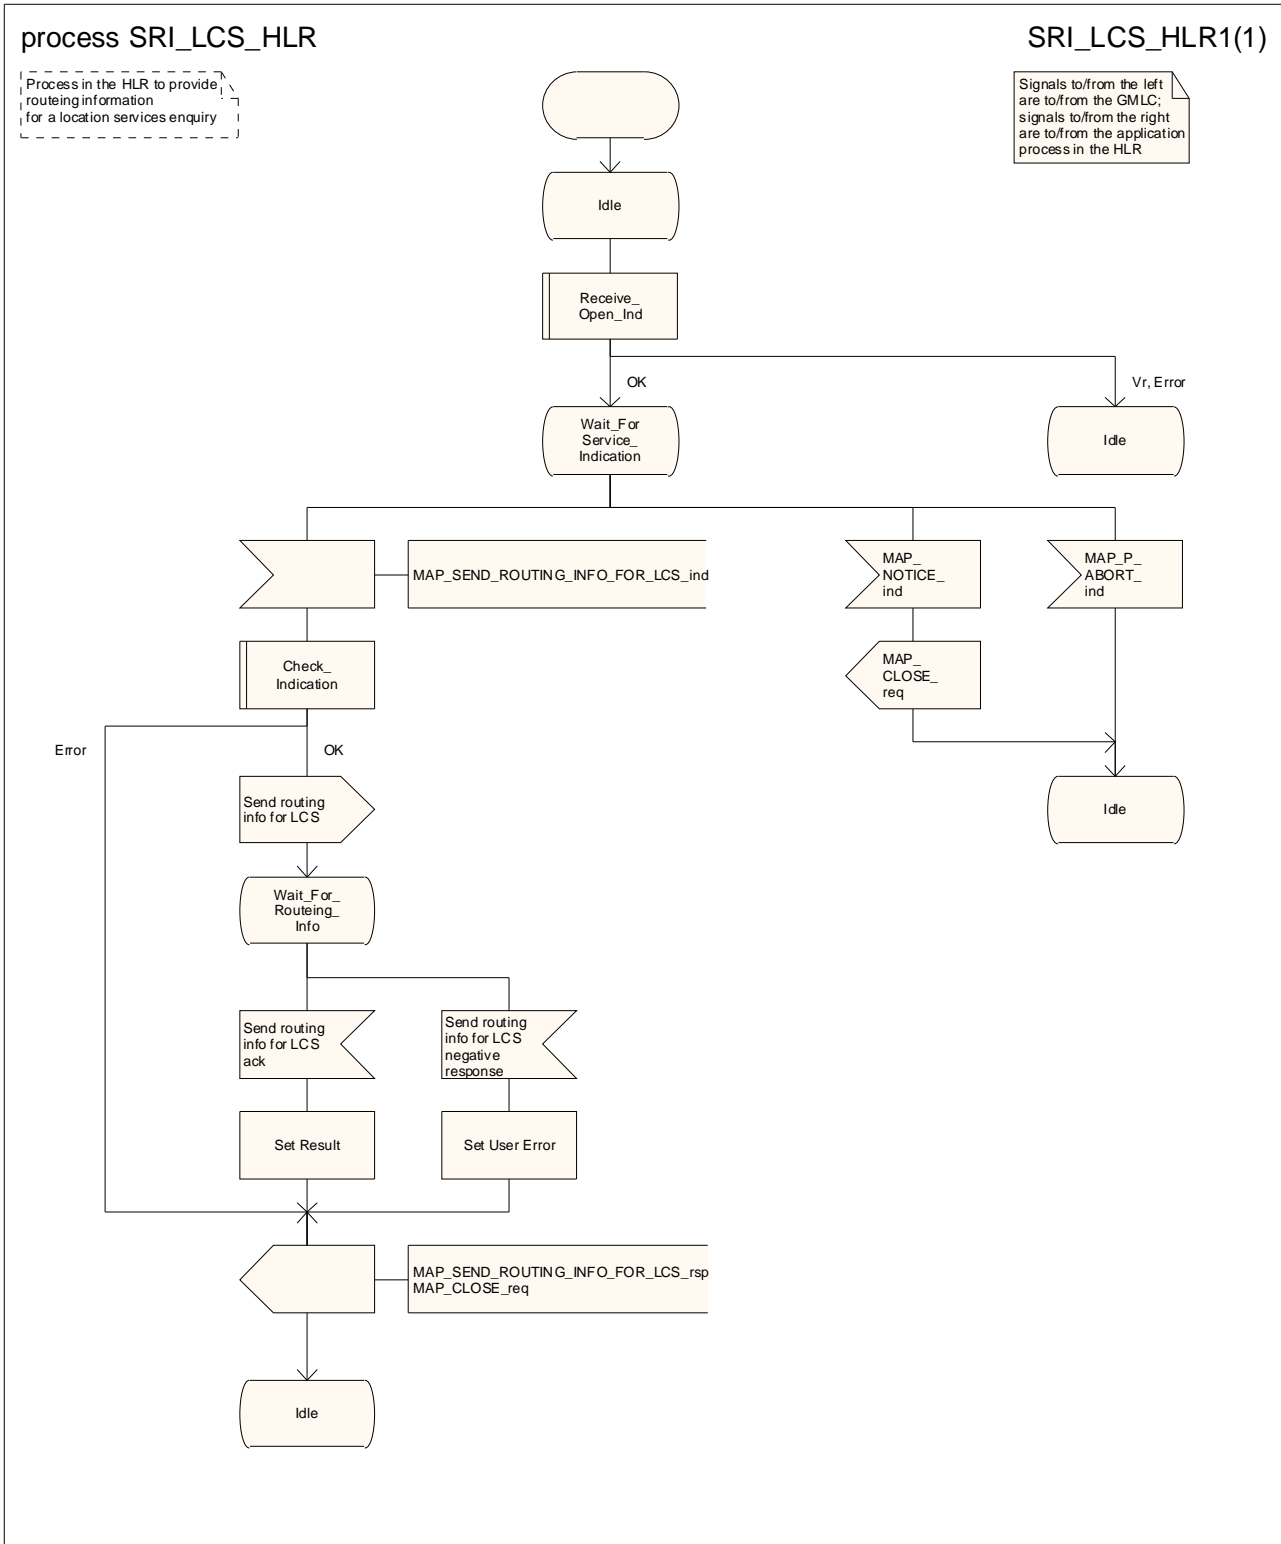 process SRI_LCS_HLR
SRI_LCS_HLR1(1)
Process in the HLR to provide
routeing information
for a location services enquiry
Signals to/from the left
are to/from the GMLC;
signals to/from the right
are to/from the application
process in the HLR
Idle
Receive_
Open_Ind
OK
Vr, Error
Wait_For
Service_
Indication
Idle
MAP_SEND_ROUTING_INFO_FOR_LCS_ind
MAP_
NOTICE_
ind
MAP_P_
ABORT_
ind
Check_
Indication
MAP_
CLOSE_
req
Error
OK
Send routing
info for LCS
Idle
Wait_For_
Routeing_
Info
Send routing
info for LCS
ack
Send routing
info for LCS
negative
response
Set Result
Set User Error
MAP_SEND_ROUTING_INFO_FOR_LCS_rsp
MAP_CLOSE_req
Idle